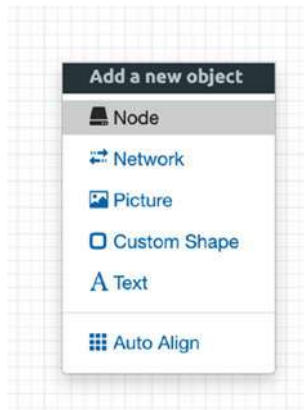 Add a new object
Node
Network
Picture
Custom Shape
Text
Auto Align